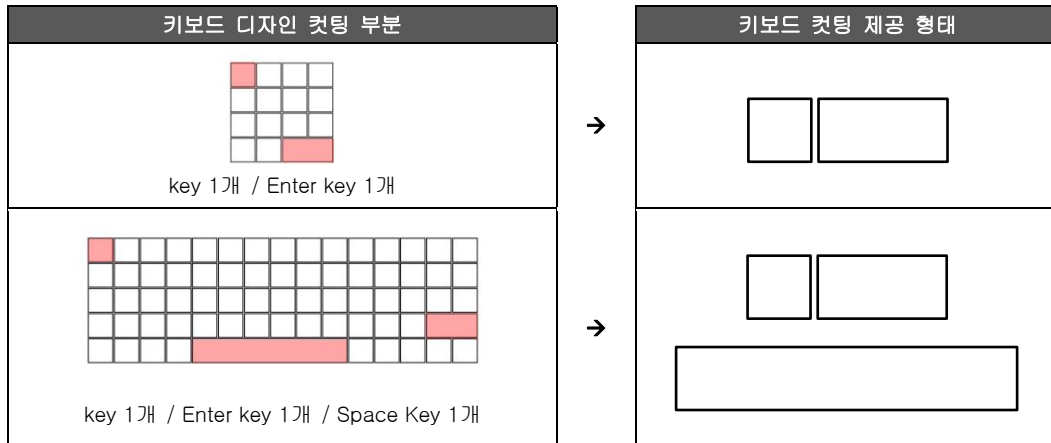 키보드 디자인 컷팅 부분
키보드 컷팅 제공 형태
key 1개 / Enter key 1개
→
key 1개 / Enter key 1개 / Space Key 1개
→